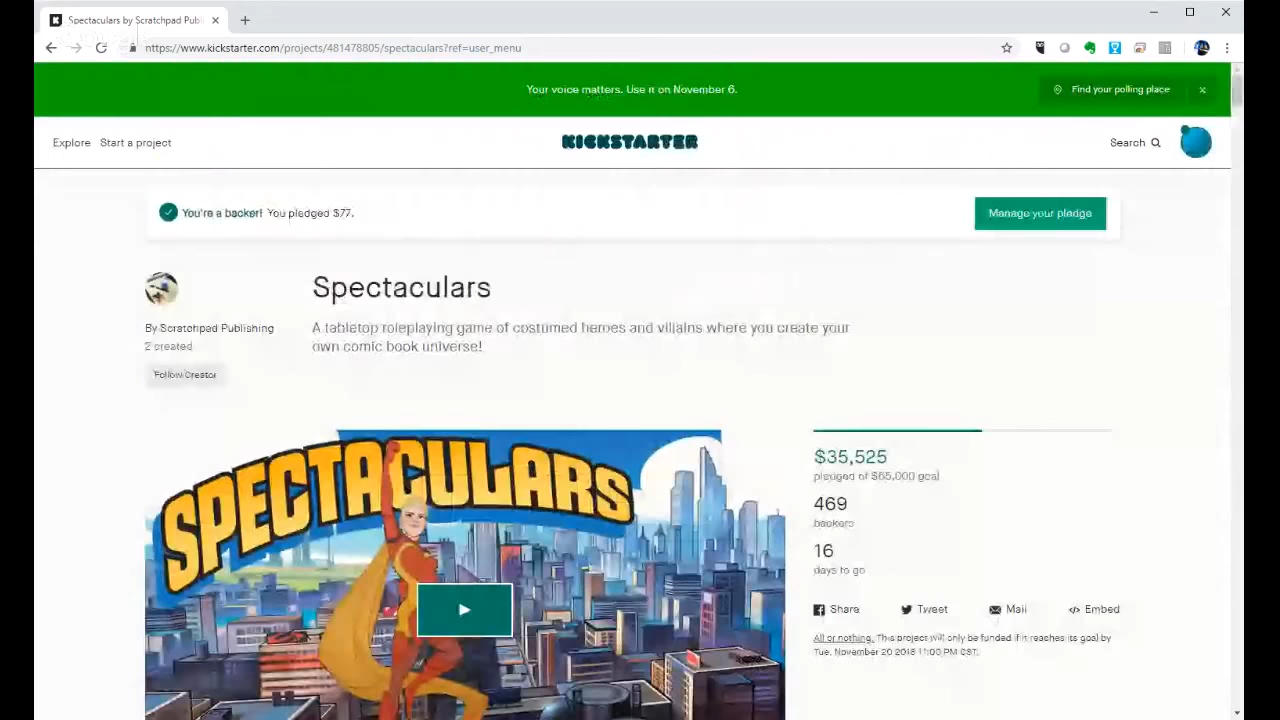 Spectaculars by Scratchpad Publ
https://www.kickstarter.com/projects/481478805/spectaculars?ref=user_menu
Your voice matters. Use it on November 6.
Find your polling place
Explore Start a project
KICKSTARTER
Search
You're a backer! You pledged $77.
Manage your pledge
Spectaculars
By Scratchpad Publishing
2 created
Follow Creator
A tabletop roleplaying game of costumed heroes and villains where you create your
own comic book universe!
SPECTACULARS
$35,525
pledged of $65,000 goal
469
backers
16
days to go
Share Tweet Mail Embed
All or nothing. This project will only be funded if it reaches its goal by
Tue, November 20 2018 11:00 PM CST.